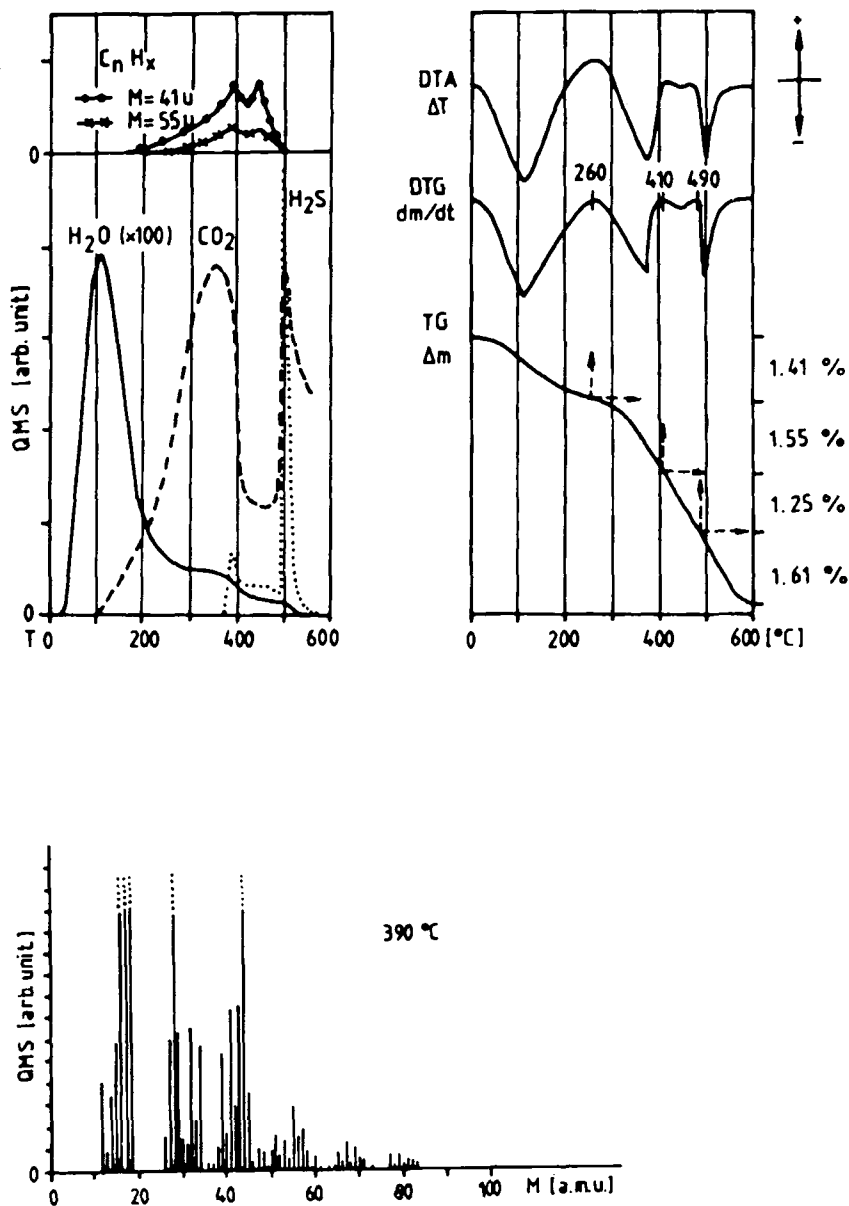 CnHx
M=41u
M=55u
0
H2O (x100)
CO2
H2S
QMS [arb. unit]
0
T 0 200 400 600
+
-
DTA
ΔT
DTG
dm/dt
260
410
490
TG
Δm
1.41 %
1.55 %
1.25 %
1.61 %
0 200 400 600 [°C]
390 °C
QMS [arb. unit]
0
0 20 40 60 80 100 M [a.m.u.]